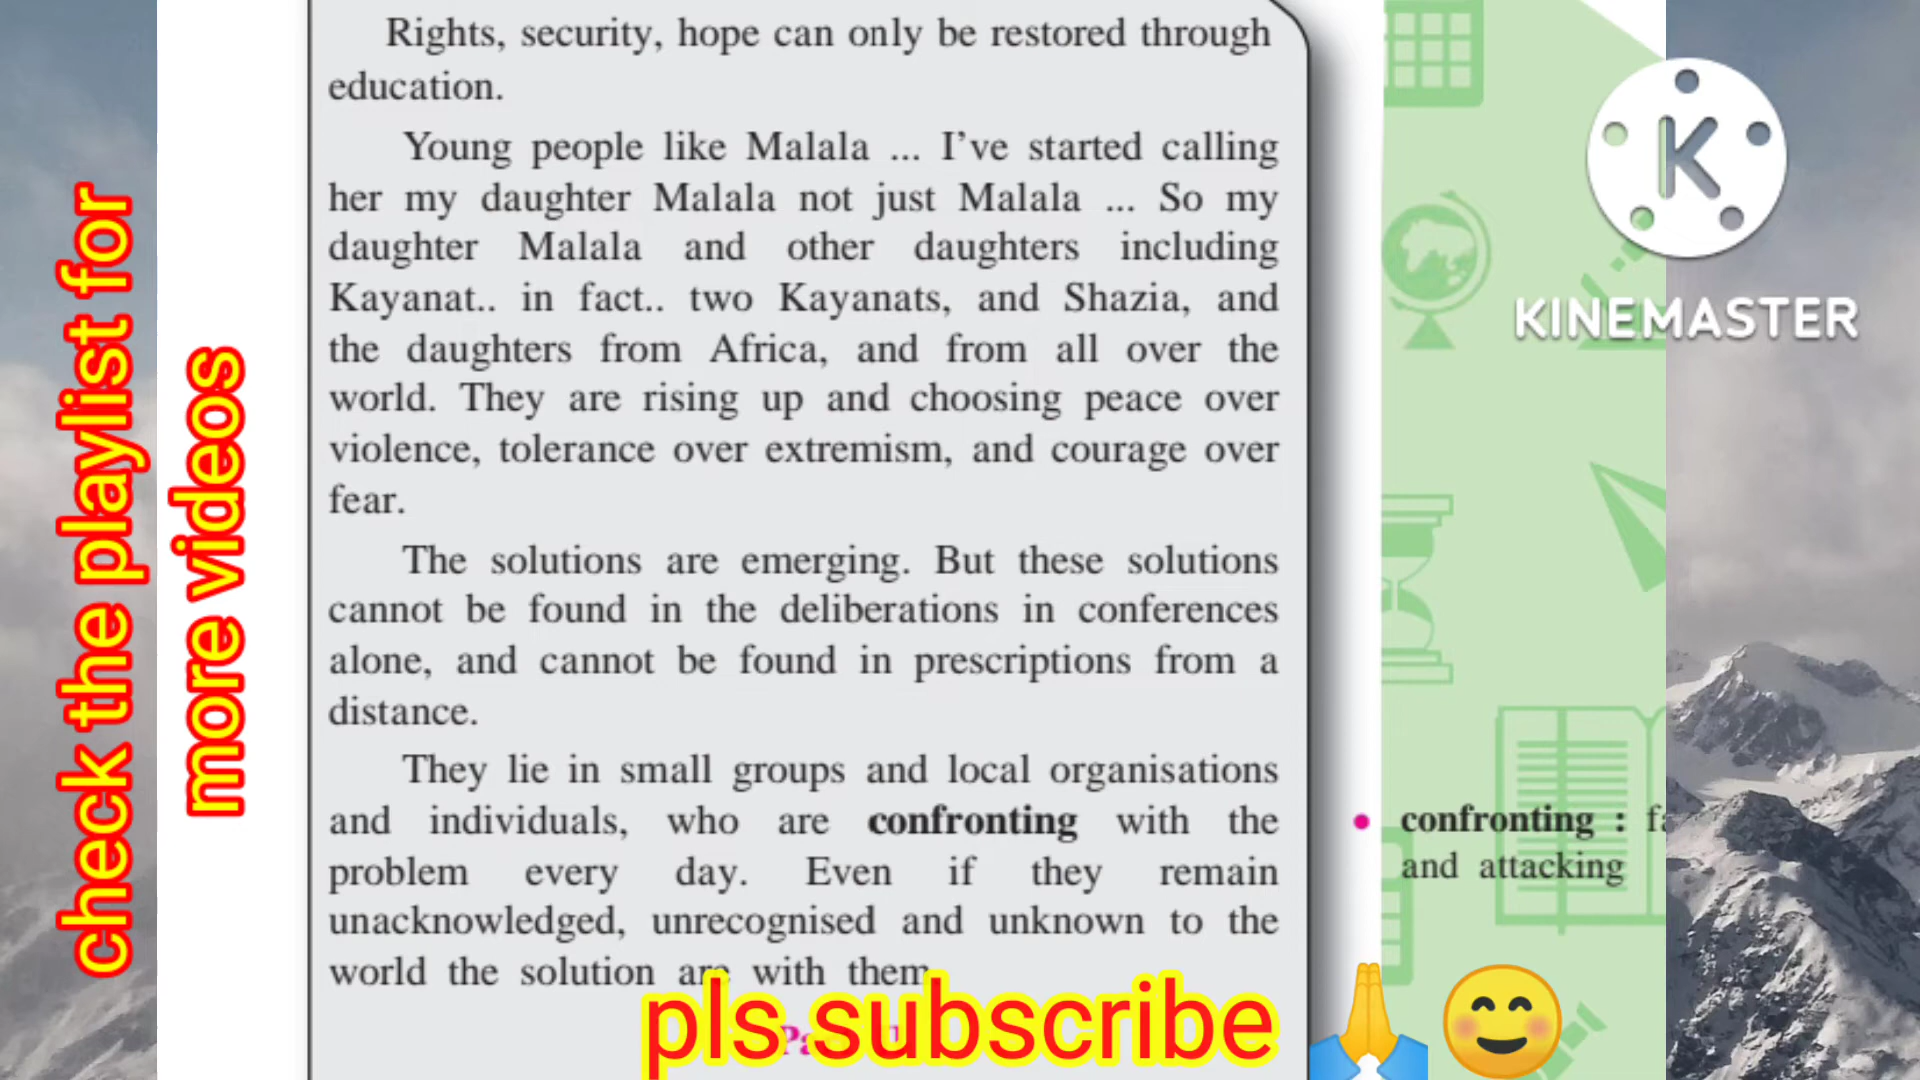 Rights, security, hope can only be restored through
education.
Young people like Malala ... I've started calling
her my daughter Malala not just Malala ... So my
daughter Malala and other daughters including
Kayanat.. in fact.. two Kayanats, and Shazia, and
the daughters from Africa, and from all over the
world. They are rising up and choosing peace over
violence, tolerance over extremism, and courage over
fear.
The solutions are emerging. But these solutions
cannot be found in the deliberations in conferences
alone, and cannot be found in prescriptions from a
distance.
They lie in small groups and local organisations
and individuals, who are confronting with the
problem every day. Even if they remain
unacknowledged, unrecognised and unknown to the
world the solution are with them
confronting :
and attacking
check the playlist for
more videos
K
KINEMASTER
pls subscribe